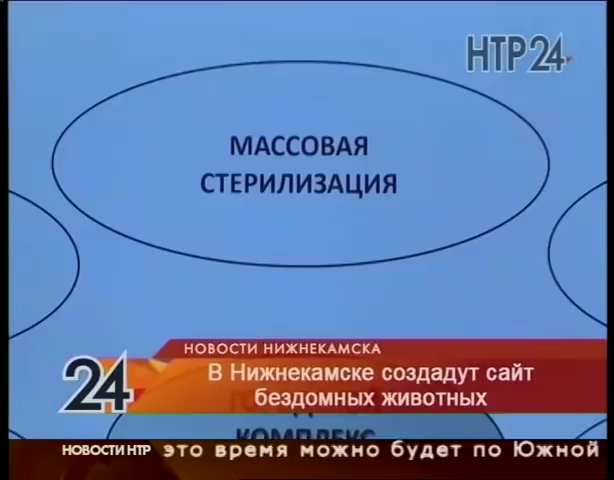 НТР24
МАССОВАЯ
СТЕРИЛИЗАЦИЯ
НОВОСТИ НИЖНЕКАМСКА
24
В Нижнекамске создадут сайт
бездомных животных
КОМПЛЕКС
НОВОСТИ НТР это время можно будет по Южной